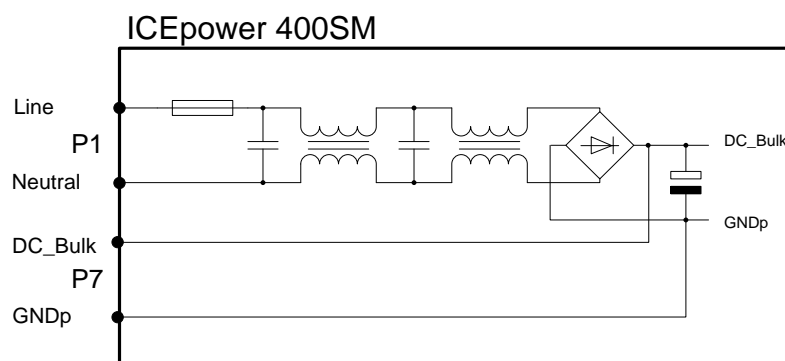 ICEpower 400SM
Line
P1
DC_Bulk
Neutral
GNDp
DC_Bulk
P7
GNDp